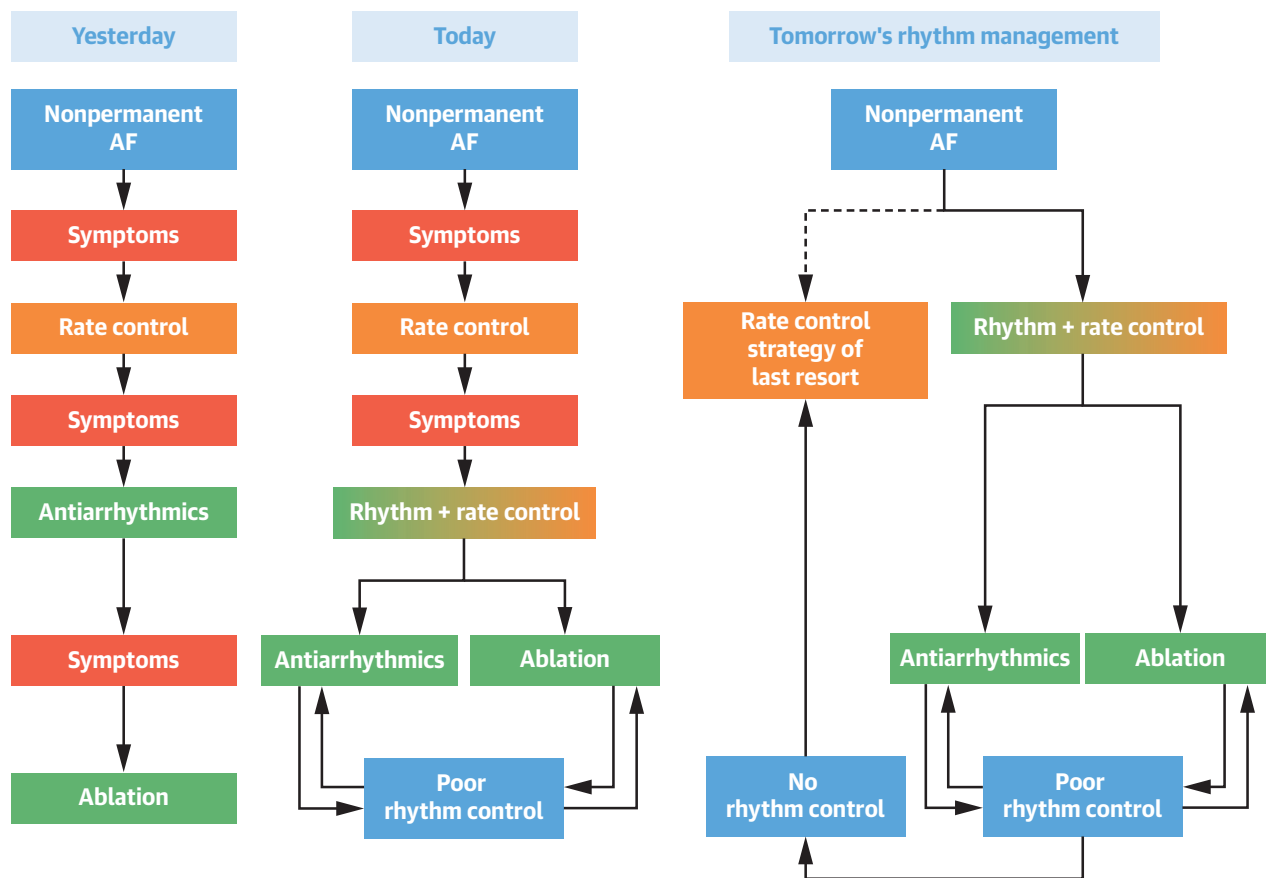 Yesterday
Nonpermanent
AF
Symptoms
Rate control
Symptoms
Antiarrhythmics
Symptoms
Ablation
Today
Nonpermanent
AF
Symptoms
Rate control
Symptoms
Rhythm + rate control
Antiarrhythmics
Ablation
Poor
rhythm control
Tomorrow's rhythm management
Nonpermanent
AF
Rate control
strategy of
last resort
Rhythm + rate control
Antiarrhythmics
Ablation
No
rhythm control
Poor
rhythm control